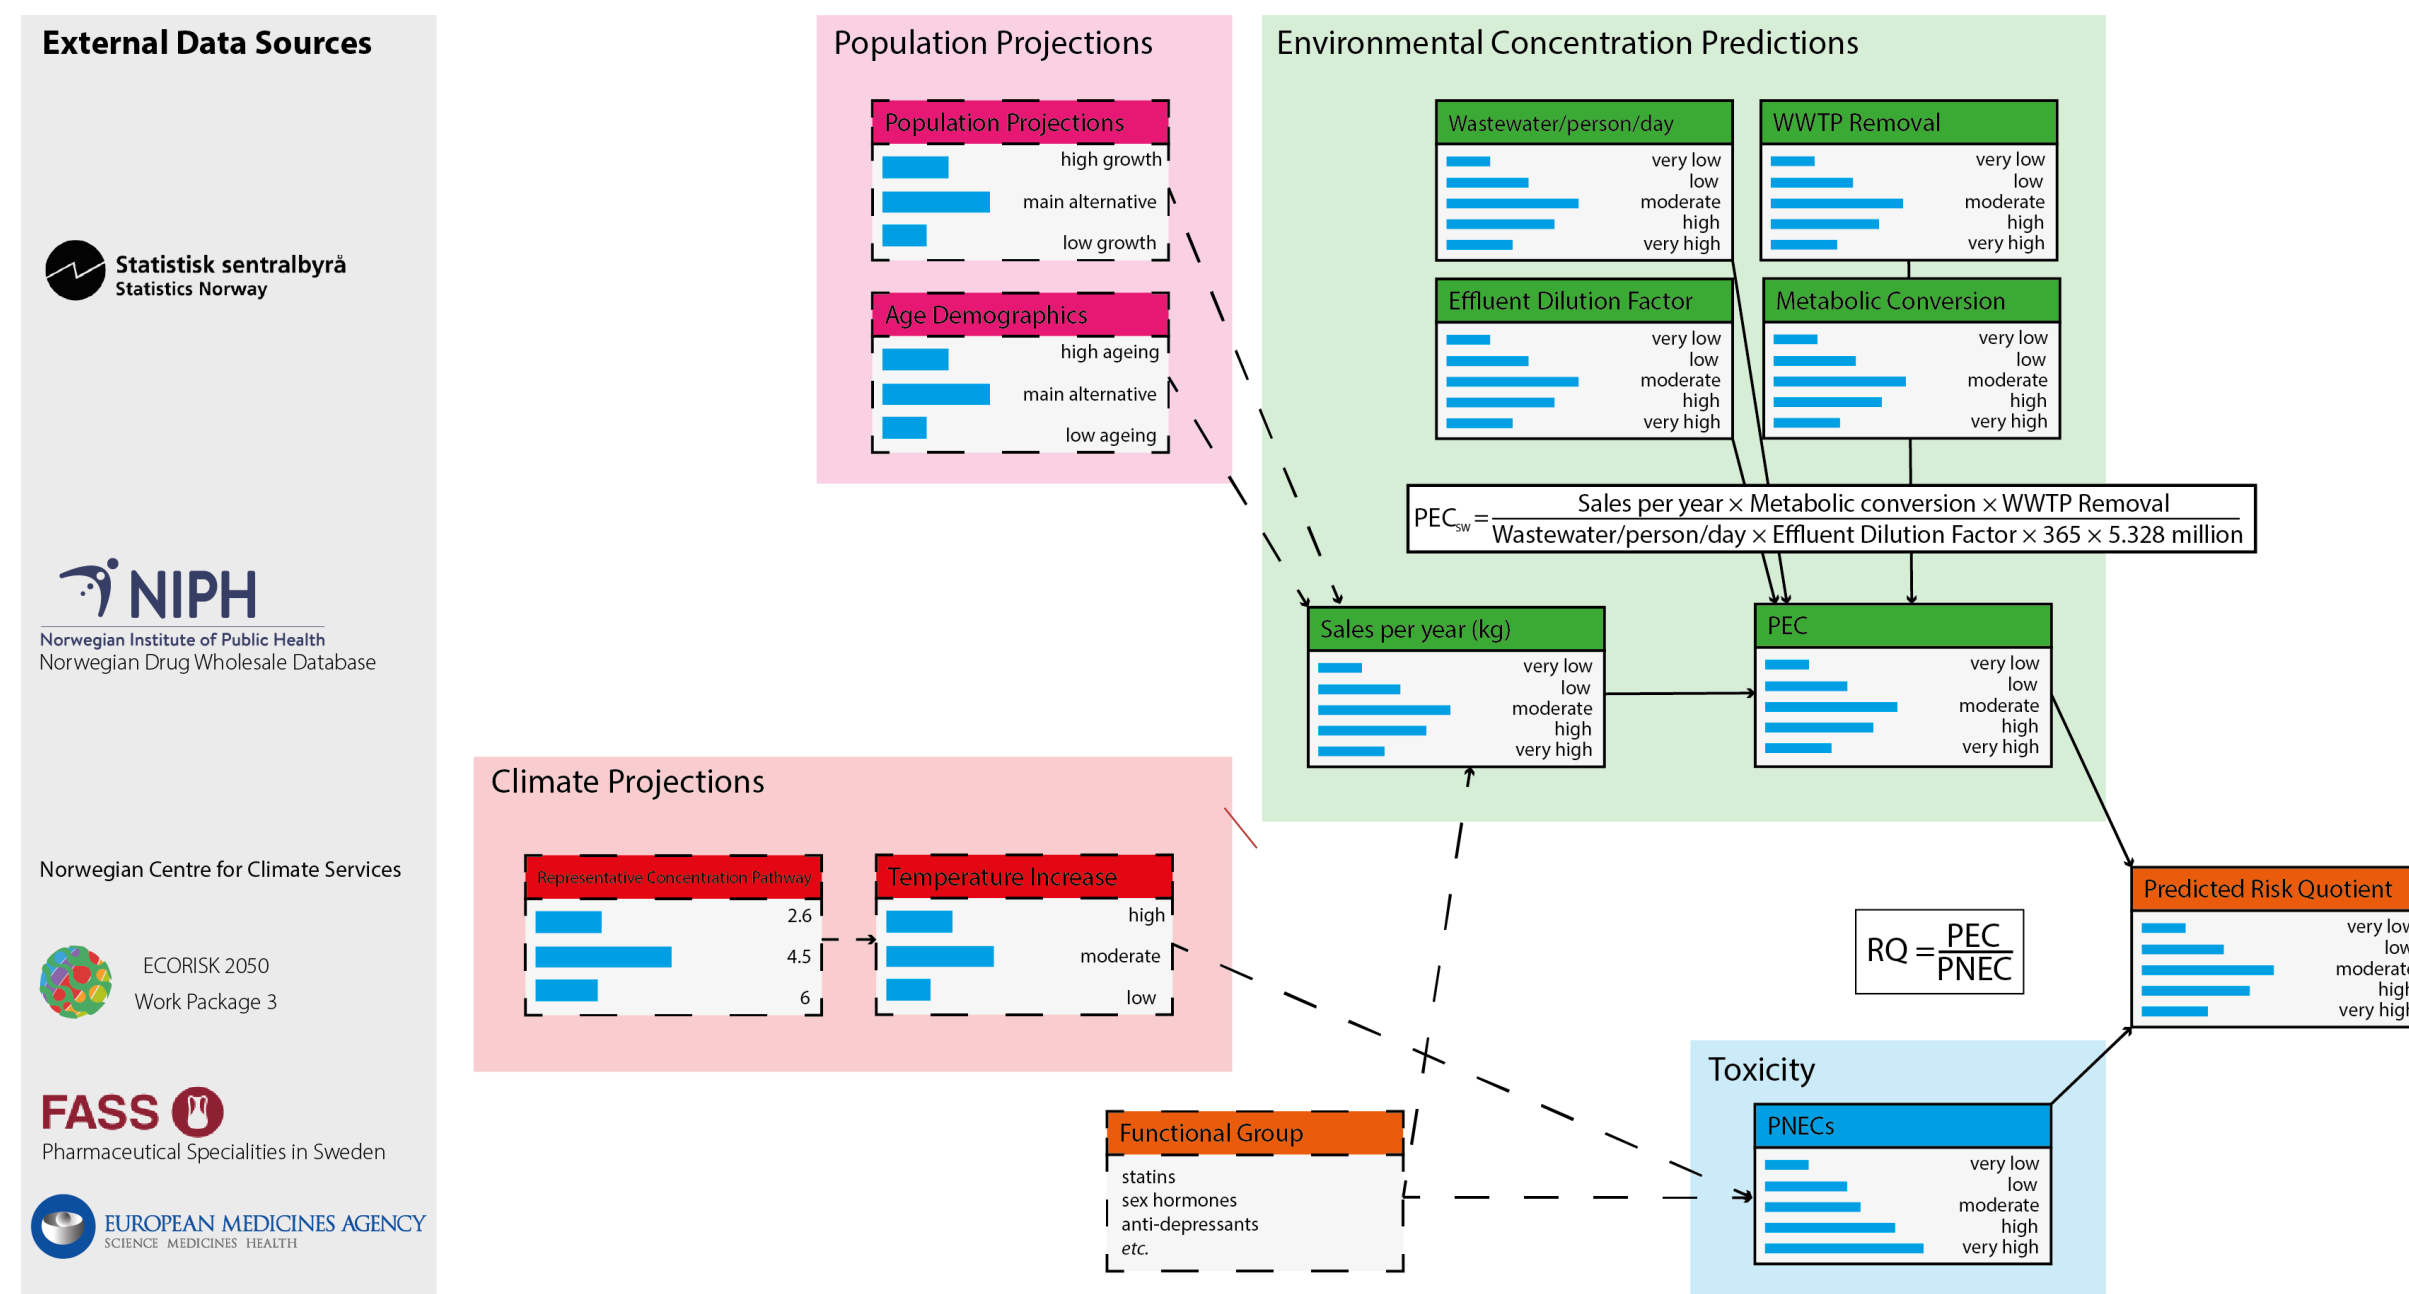 External Data Sources
Statistisk sentralbyrå
Statistics Norway
NIPH
Norwegian Institute of Public Health
Norwegian Drug Wholesale Database
Norwegian Centre for Climate Services
ECORISK 2050
Work Package 3
FASS
Pharmaceutical Specialities in Sweden
EUROPEAN MEDICINES AGENCY
SCIENCE MEDICINES HEALTH
Population Projections
Population Projections
high growth
main alternative
low growth
Age Demographics
high ageing
main alternative
low ageing
Environmental Concentration Predictions
Wastewater/person/day
very low
low
moderate
high
very high
WWTP Removal
very low
low
moderate
high
very high
Effluent Dilution Factor
very low
low
moderate
high
very high
Metabolic Conversion
very low
low
moderate
high
very high
Sales per year × Metabolic conversion × WWTP Removal
PECsw =
Wastewater/person/day × Effluent Dilution Factor × 365 × 5.328 million
Sales per year (kg)
very low
low
moderate
high
very high
PEC
very low
low
moderate
high
very high
Climate Projections
Representative Concentration Pathway
2.6
4.5
6
Temperature Increase
high
moderate
low
Functional Group
statins
sex hormones
anti-depressants
etc.
RQ = PEC
PNEC
Predicted Risk Quotient
very low
low
moderate
high
very high
Toxicity
PNECs
very low
low
moderate
high
very high